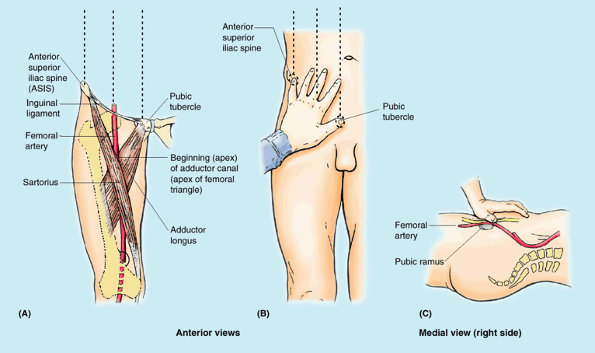 Anterior
superior
iliac spine
(ASIS)
Inguinal
ligament
Femoral
artery
Sartorius
Pubic
tubercle
Beginning (apex)
of adductor canal
(apex of femoral
triangle)
Adductor
longus
(A)
Anterior
superior
iliac spine
Pubic
tubercle
(B)
Anterior views
Femoral
artery
Pubic ramus
(C)
Medial view (right side)